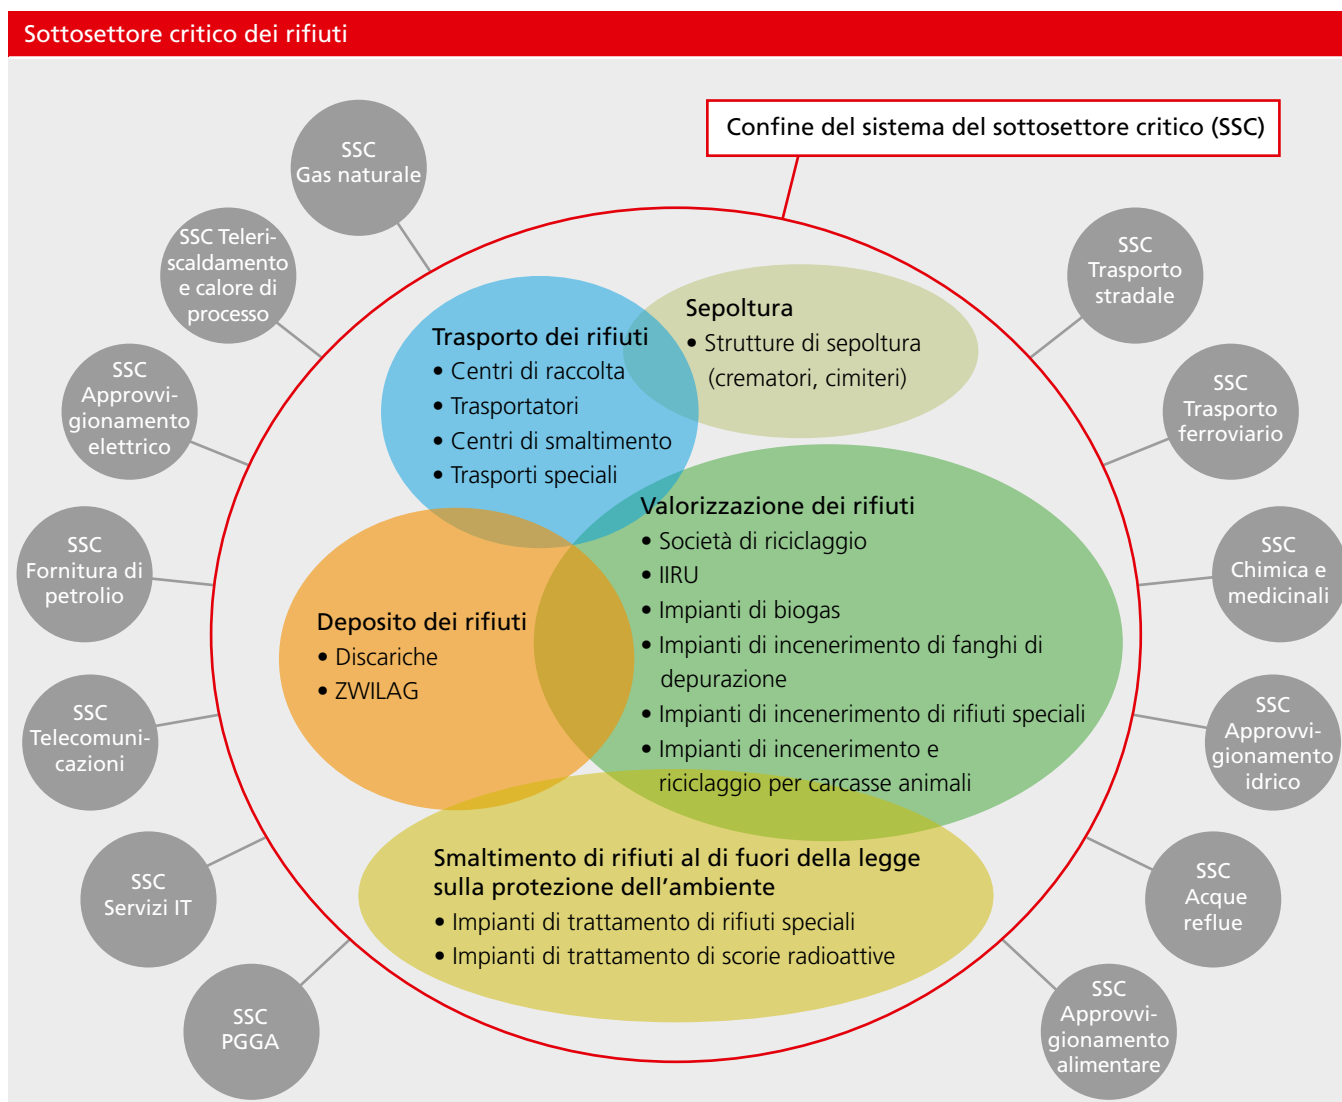 Sottosettore critico dei rifiuti
Confine del sistema del sottosettore critico (SSC)
SSC
Gas naturale
SSC Teleri-
scaldamento
e calore di
processo
SSC
Approvvi-
gionamento
elettrico
SSC
Fornitura di
petrolio
SSC
Telecomuni-
cazioni
SSC
Servizi IT
SSC
PGGA
Trasporto dei rifiuti
• Centri di raccolta
• Trasportatori
• Centri di smaltimento
• Trasporti speciali
Sepoltura
• Strutture di sepoltura
(crematori, cimiteri)
Valorizzazione dei rifiuti
• Società di riciclaggio
• IIRU
• Impianti di biogas
• Impianti di incenerimento di fanghi di
depurazione
• Impianti di incenerimento di rifiuti speciali
• Impianti di incenerimento e
riciclaggio per carcasse animali
Deposito dei rifiuti
• Discariche
• ZWILAG
Smaltimento di rifiuti al di fuori della legge
sulla protezione dell’ambiente
• Impianti di trattamento di rifiuti speciali
• Impianti di trattamento di scorie radioattive
SSC
Trasporto
stradale
SSC
Trasporto
ferroviario
SSC
Chimica e
medicinali
SSC
Approvvi-
gionamento
idrico
SSC
Acque
reflue
SSC
Approvvi-
gionamento
alimentare